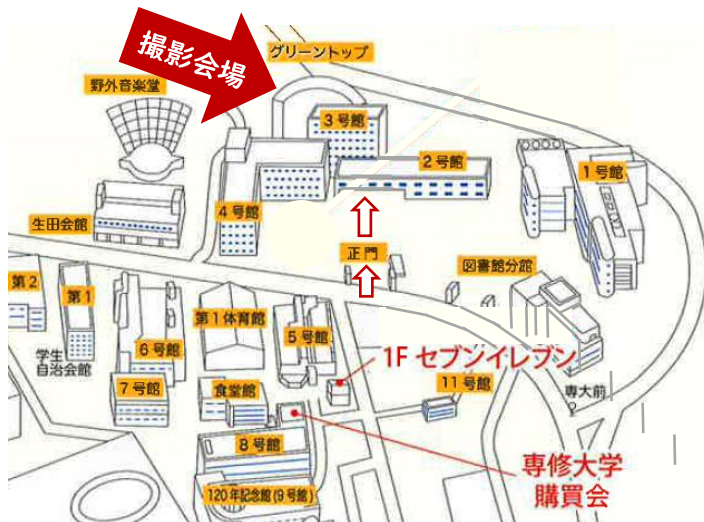 撮影会場
グリーントップ
野外音楽堂
3号館
2号館
1号館
4号館
生田会館
正門
図書館分館
第2
第1
第1体育館
5号館
学生
自治会館
6号館
1F セブンイレブン
7号館
食堂館
11号館
専大前
8号館
専修大学
購買会
120年記念館(9号館)